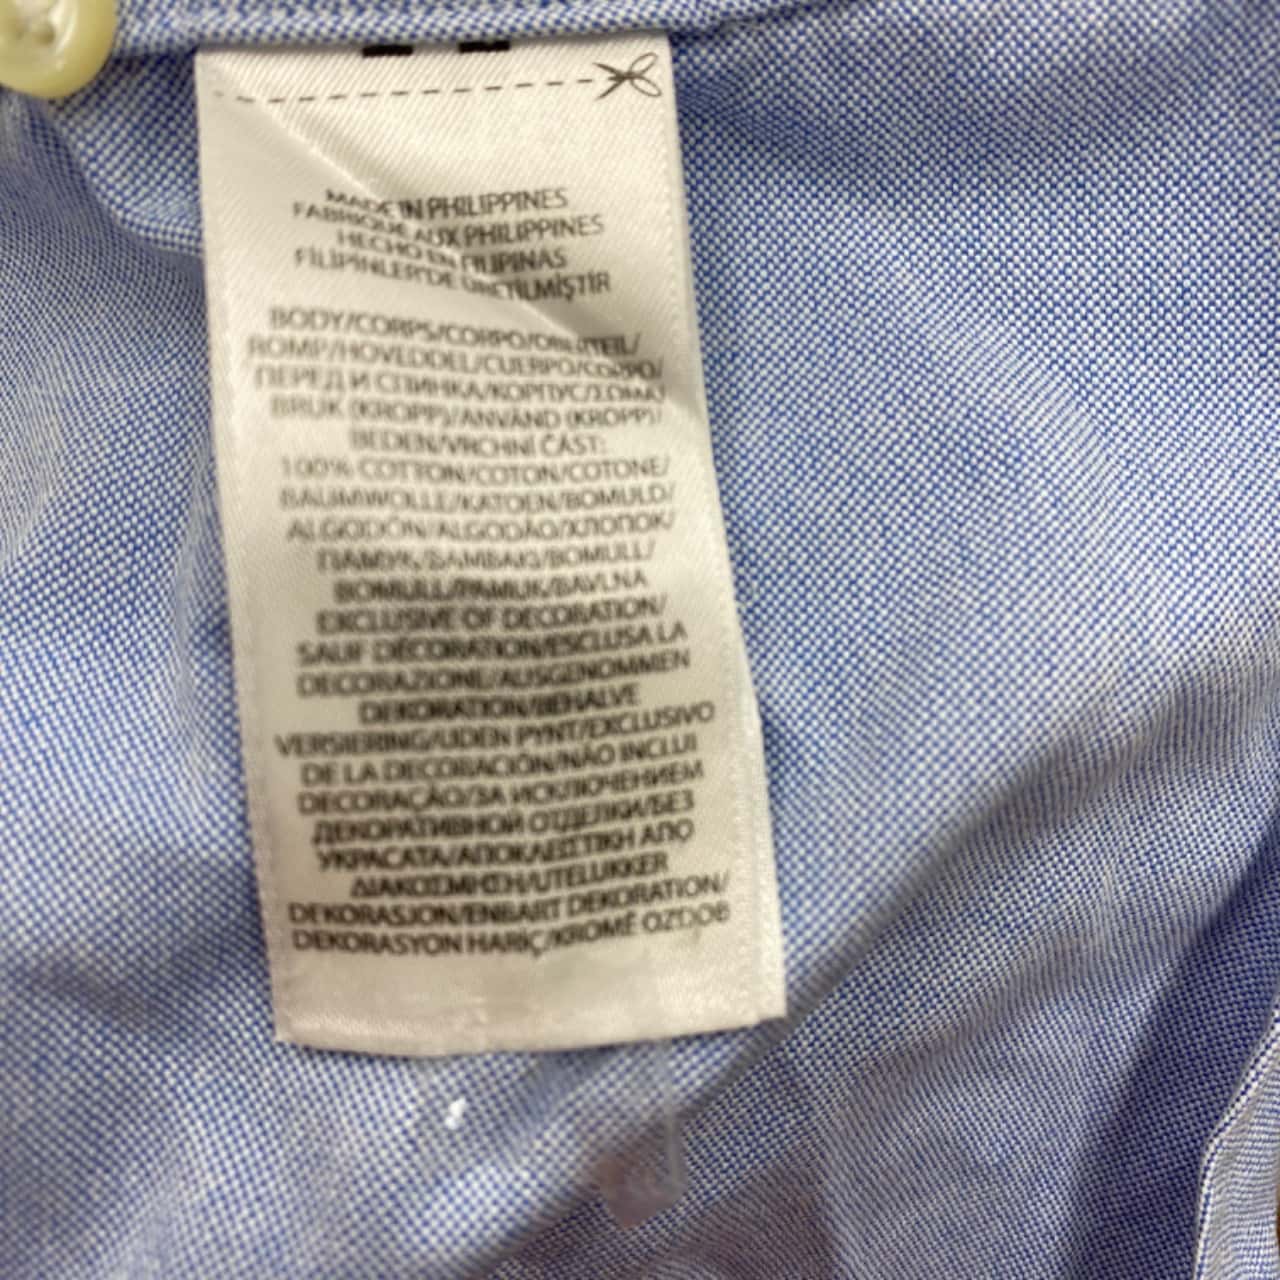 MADE IN PHILIPPINES
FABRIQUE AUX PHILIPPINES
HECHO EN FILIPINAS
FİLİPİNLER'DE ÜRETİLMİŞTİR
BODY/CORPS/CORPO/OBERTEIL/
ROMP/HOVEDDEL/CUERPO/CORPO/
ПЕРЕД И СПИНКА/КОРПУС/ΣΩΜΑ/
BRUK (KROPP)/ANVÄND (KROPP)/
BEDEN/VRCHNÍ ČÁST:
100% COTTON/COTON/COTONE/
BAUMWOLLE/KATOEN/BOMULD/
ALGODÓN/ALGODÃO/ХЛОПОК/
ПАМУК/ΒΑΜΒΑΚΙ/BOMULL/
BOMULL/PAMUK/BAVLNA
EXCLUSIVE OF DECORATION/
SAUF DÉCORATION/ESCLUSA LA
DECORAZIONE/AUSGENOMMEN
DEKORATION/BEHALVE
VERSIERING/UDEN PYNT/EXCLUSIVO
DE LA DECORACIÓN/NÃO INCLUI
DECORAÇÃO/ЗА ИСКЛЮЧЕНИЕМ
ДЕКОРАТИВНОЙ ОТДЕЛКИ/БЕЗ
УКРАСАТА/ΑΠΟΚΛΕΙΣΤΙΚΗ ΑΠΟ
ΔΙΑΚΟΣΜΗΣΗ/UTELUKKER
DEKORASJON/ENBART DEKORATION/
DEKORASYON HARİÇ/KROMĚ OZDOB